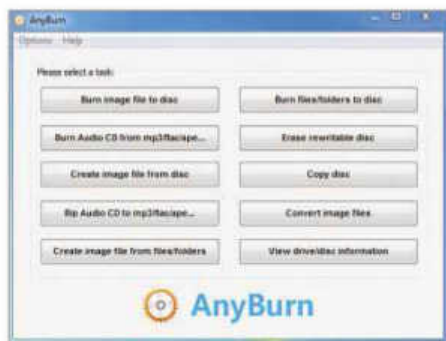 AnyBurn
Options Help
Please select a task:
Burn image file to disc
Burn files/folders to disc
Burn Audio CD from mp3/flac/ape...
Erase rewritable disc
Create image file from disc
Copy disc
Rip Audio CD to mp3/flac/ape...
Convert image files
Create image file from files/folders
View drive/disc information
AnyBurn